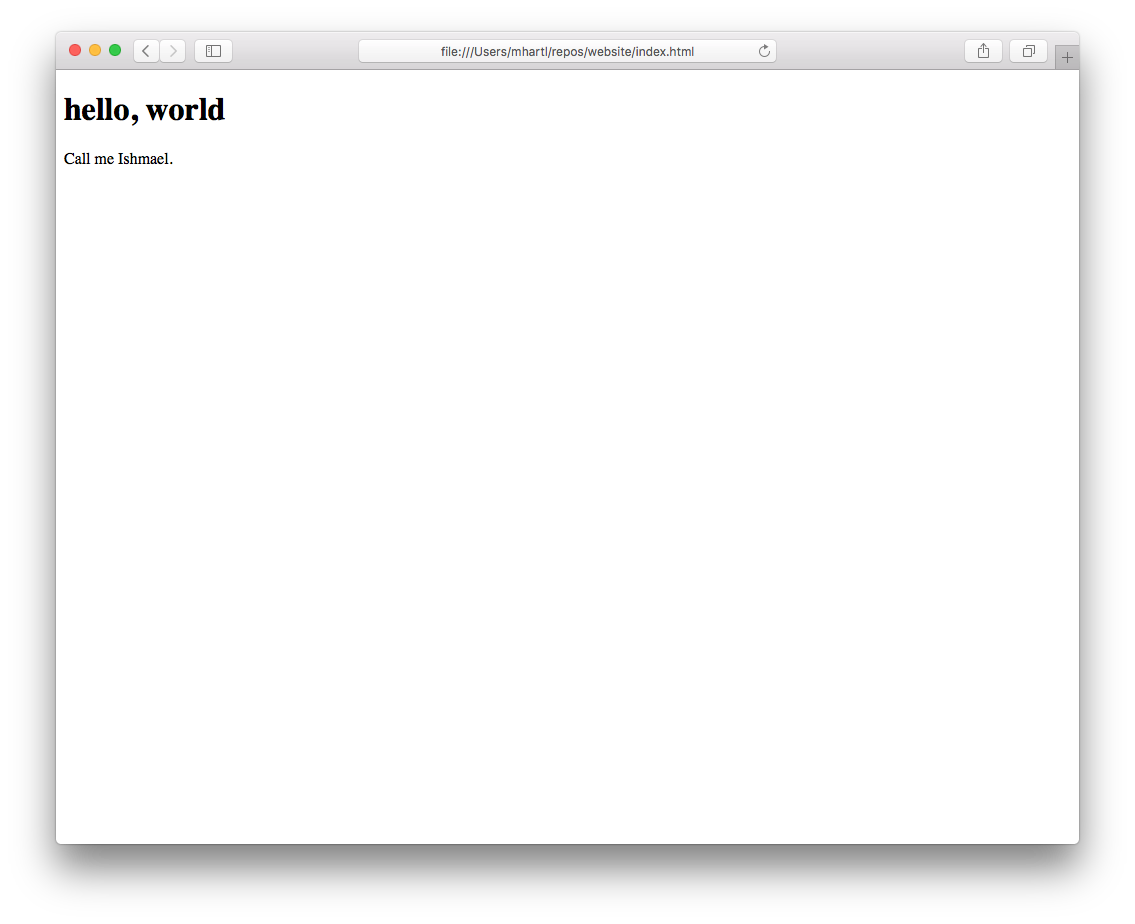 file:///Users/mhartl/repos/website/index.html
hello, world
Call me Ishmael.